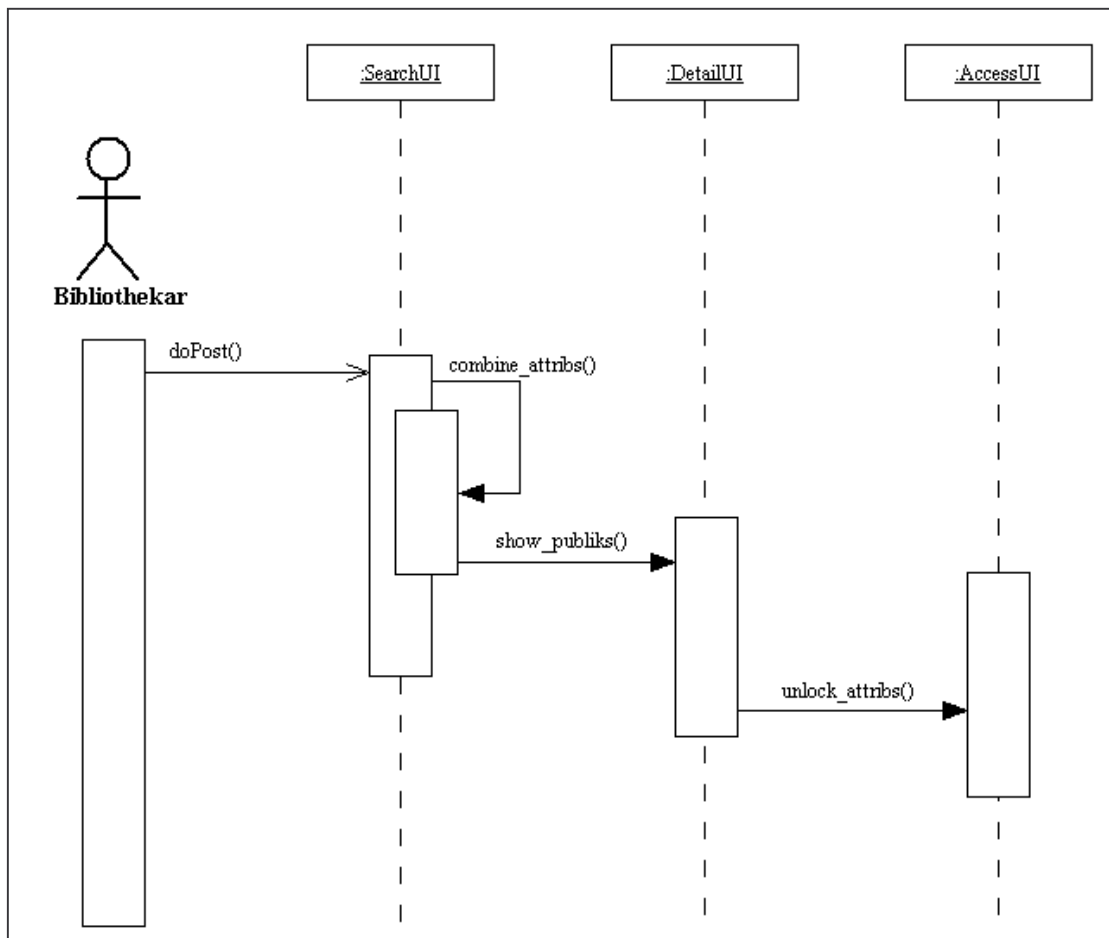 :SearchUI
:DetailUI
:AccessUI
Bibliothekar
doPost()
combine_attribs()
show_publiks()
unlock_attribs()